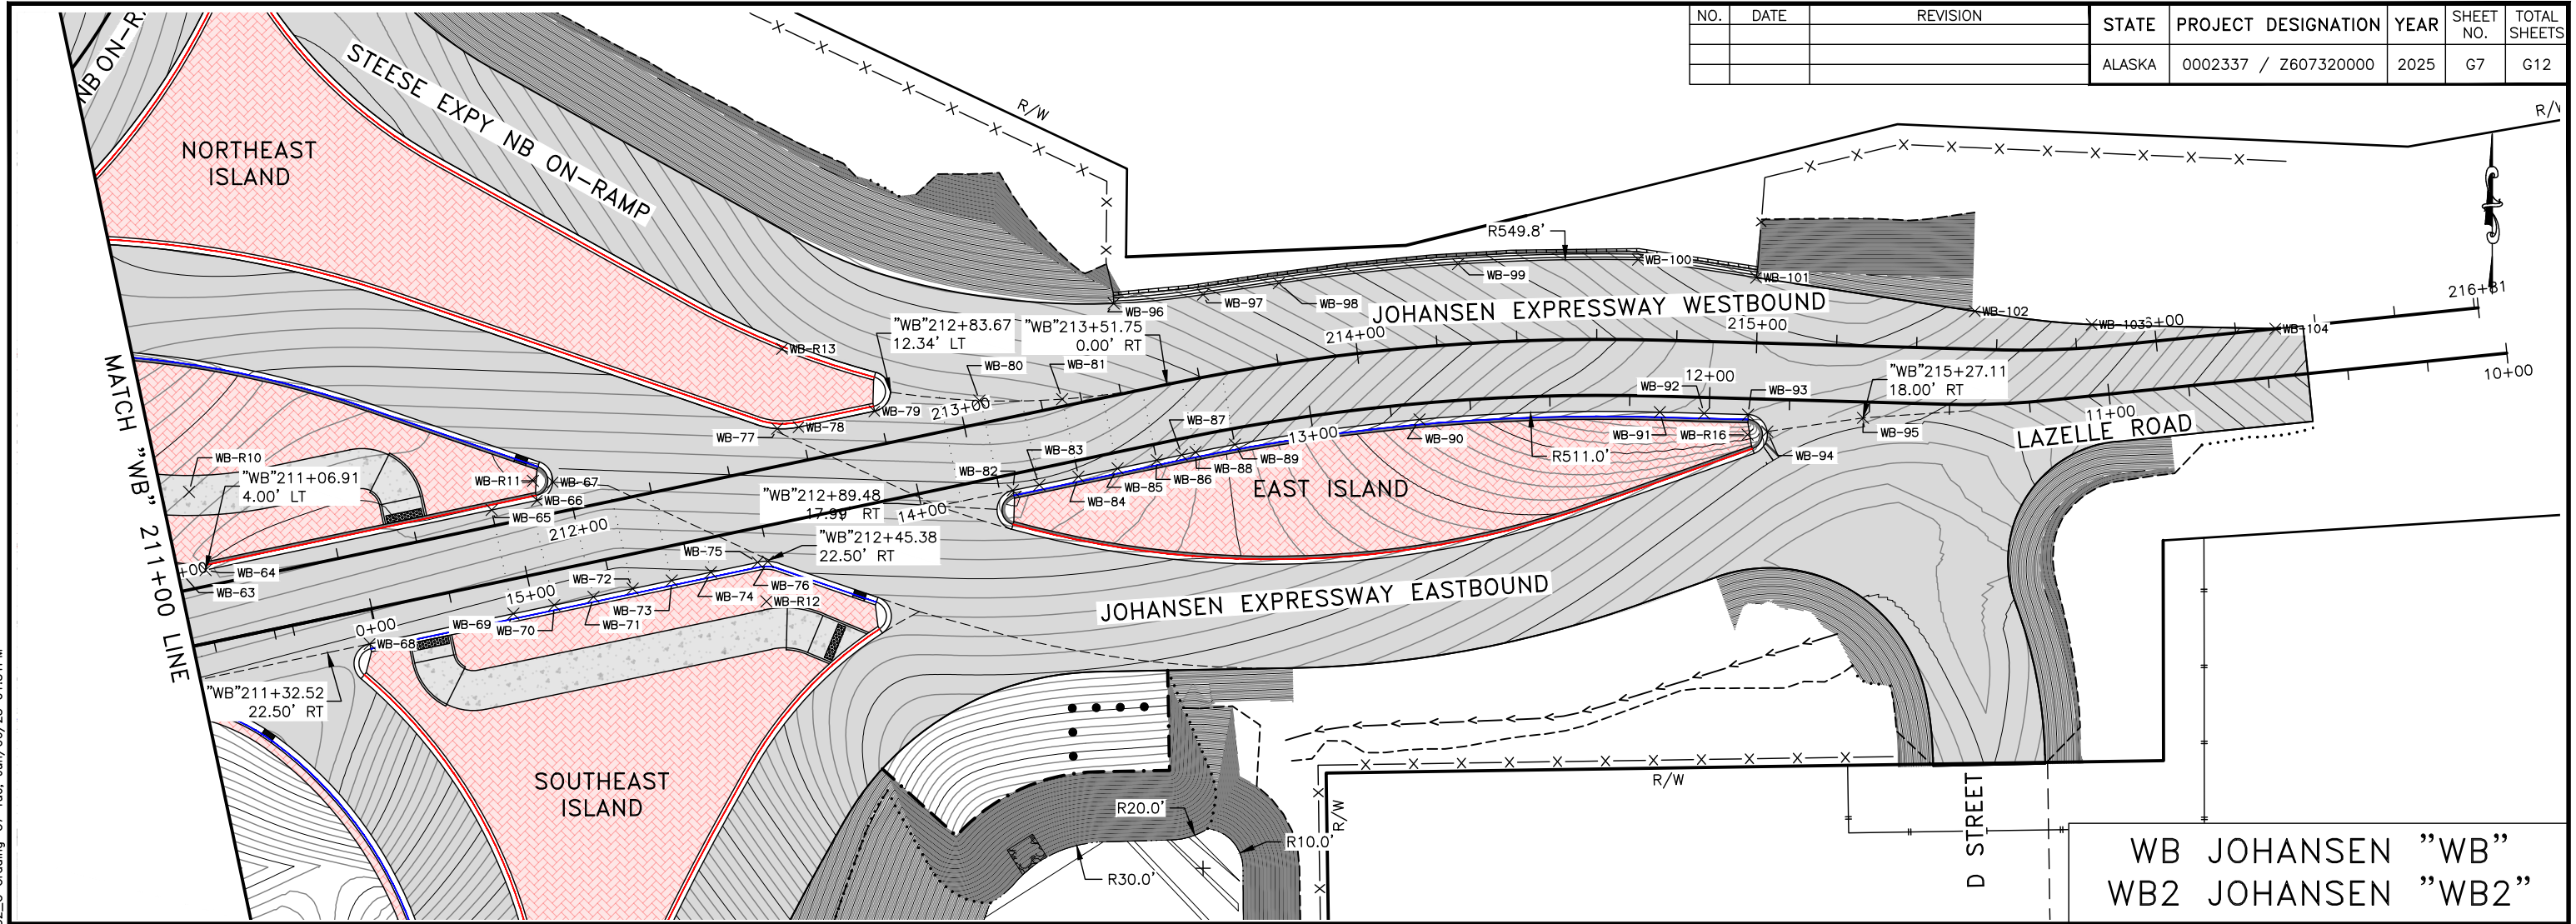 NO. DATE REVISION
STATE PROJECT DESIGNATION YEAR SHEET NO. TOTAL SHEETS
ALASKA 0002337 / Z607320000 2025 G7 G12
NB ON-R
STEESE EXPY NB ON-RAMP
R/W
R/
NORTHEAST
ISLAND
R549.8'
WB-100
WB-99
WB-101
WB-97
WB-98
WB-96
WB-102
WB-103
+00
WB-104
216+81
JOHANSEN EXPRESSWAY WESTBOUND
214+00
215+00
"WB"212+83.67
12.34' LT
"WB"213+51.75
0.00' RT
WB-R13
WB-80
WB-81
WB-79
213+00
WB-78
WB-77
WB-92
12+00
WB-93
"WB"215+27.11
18.00' RT
10+00
11+00
LAZELLE ROAD
WB-95
WB-94
WB-87
13+00
WB-90
WB-91
WB-R16
R511.0'
WB-89
WB-88
WB-86
WB-85
WB-84
WB-83
WB-82
EAST ISLAND
MATCH "WB" 211+00 LINE
WB-R10
"WB"211+06.91
4.00' LT
WB-R11
WB-67
WB-66
WB-65
212+00
"WB"212+89.48
17.99' RT
14+00
"WB"212+45.38
22.50' RT
+00
WB-64
WB-63
WB-75
WB-72
WB-76
WB-74
WB-R12
WB-73
WB-71
WB-70
WB-69
15+00
0+00
WB-68
JOHANSEN EXPRESSWAY EASTBOUND
"WB"211+32.52
22.50' RT
SOUTHEAST
ISLAND
R20.0'
R10.0'
R30.0'
R/W
R/W
D STREET
WB JOHANSEN "WB"
WB2 JOHANSEN "WB2"